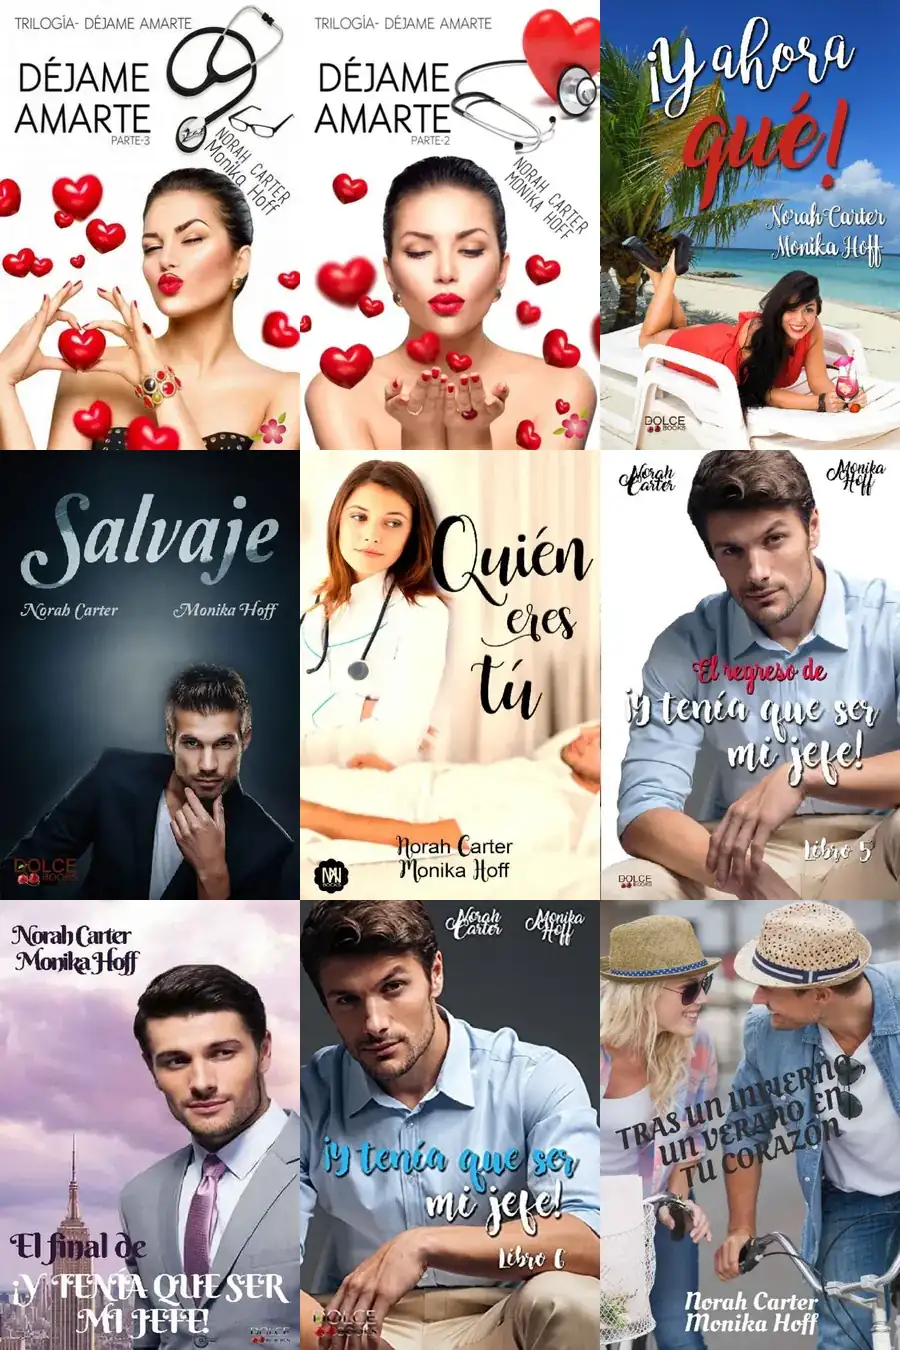 TRILOGÍA- DÉJAME AMARTE
DÉJAME
AMARTE
PARTE-3
NORAH CARTER
Monika Hoff
TRILOGÍA- DÉJAME AMARTE
DÉJAME
AMARTE
PARTE-2
NORAH CARTER
MONIKA HOFF
¡Y ahora
qué!
Norah Carter
Monika Hoff
DOLCE
BOOKS
Salvaje
Norah Carter Monika Hoff
DOLCE
BOOKS
Quién
eres
tú
Norah Carter
Monika Hoff
BOOKS
Norah
Carter
Monika
Hoff
El regreso de
¡Y tenía que ser
mi jefe!
Libro 5
DOLCE
BOOKS
Norah Carter
Monika Hoff
El final de
¡Y TENÍA QUE SER
MI JEFE!
DOLCE
BOOKS
Norah
Carter
Monika
Hoff
¡Y tenía que ser
mi jefe!
Libro 6
DOLCE
BOOKS
TRAS UN INVIERNO,
UN VERANO EN
TU CORAZÓN
Norah Carter
Monika Hoff